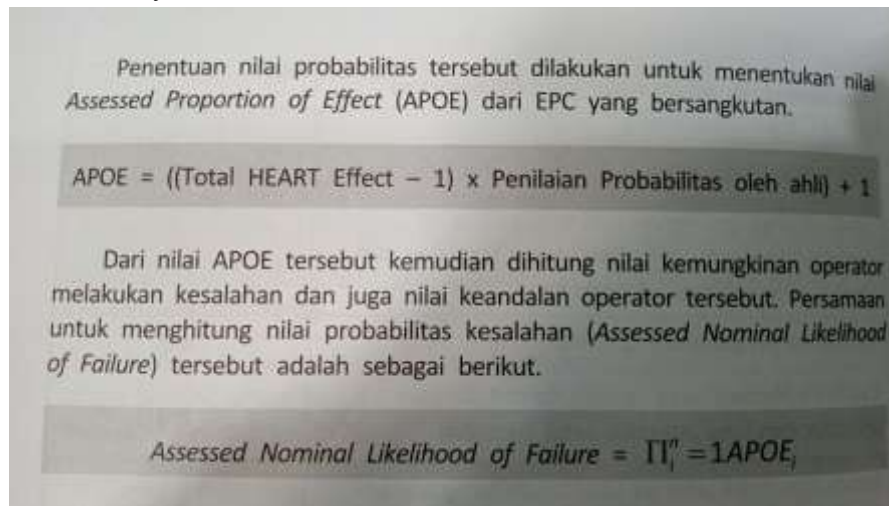 Penentuan nilai probabilitas tersebut dilakukan untuk menentukan nilai
Assessed Proportion of Effect (APOE) dari EPC yang bersangkutan.
APOE = ((Total HEART Effect – 1) x Penilaian Probabilitas oleh ahli) + 1
Dari nilai APOE tersebut kemudian dihitung nilai kemungkinan operator
melakukan kesalahan dan juga nilai keandalan operator tersebut. Persamaan
untuk menghitung nilai probabilitas kesalahan (Assessed Nominal Likelihood
of Failure) tersebut adalah sebagai berikut.
Assessed Nominal Likelihood of Failure = ∏ᵢⁿ = 1APOEᵢ